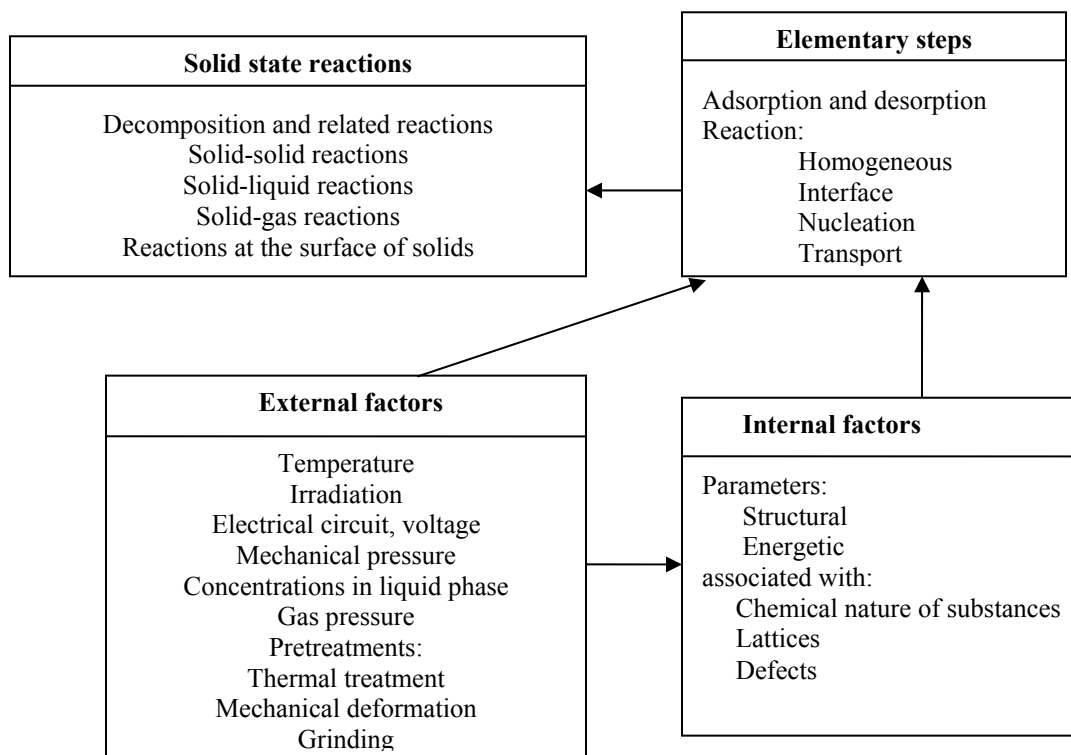 Solid state reactions
Decomposition and related reactions
Solid-solid reactions
Solid-liquid reactions
Solid-gas reactions
Reactions at the surface of solids
Elementary steps
Adsorption and desorption
Reaction:
Homogeneous
Interface
Nucleation
Transport
External factors
Temperature
Irradiation
Electrical circuit, voltage
Mechanical pressure
Concentrations in liquid phase
Gas pressure
Pretreatments:
Thermal treatment
Mechanical deformation
Grinding
Internal factors
Parameters:
Structural
Energetic
associated with:
Chemical nature of substances
Lattices
Defects